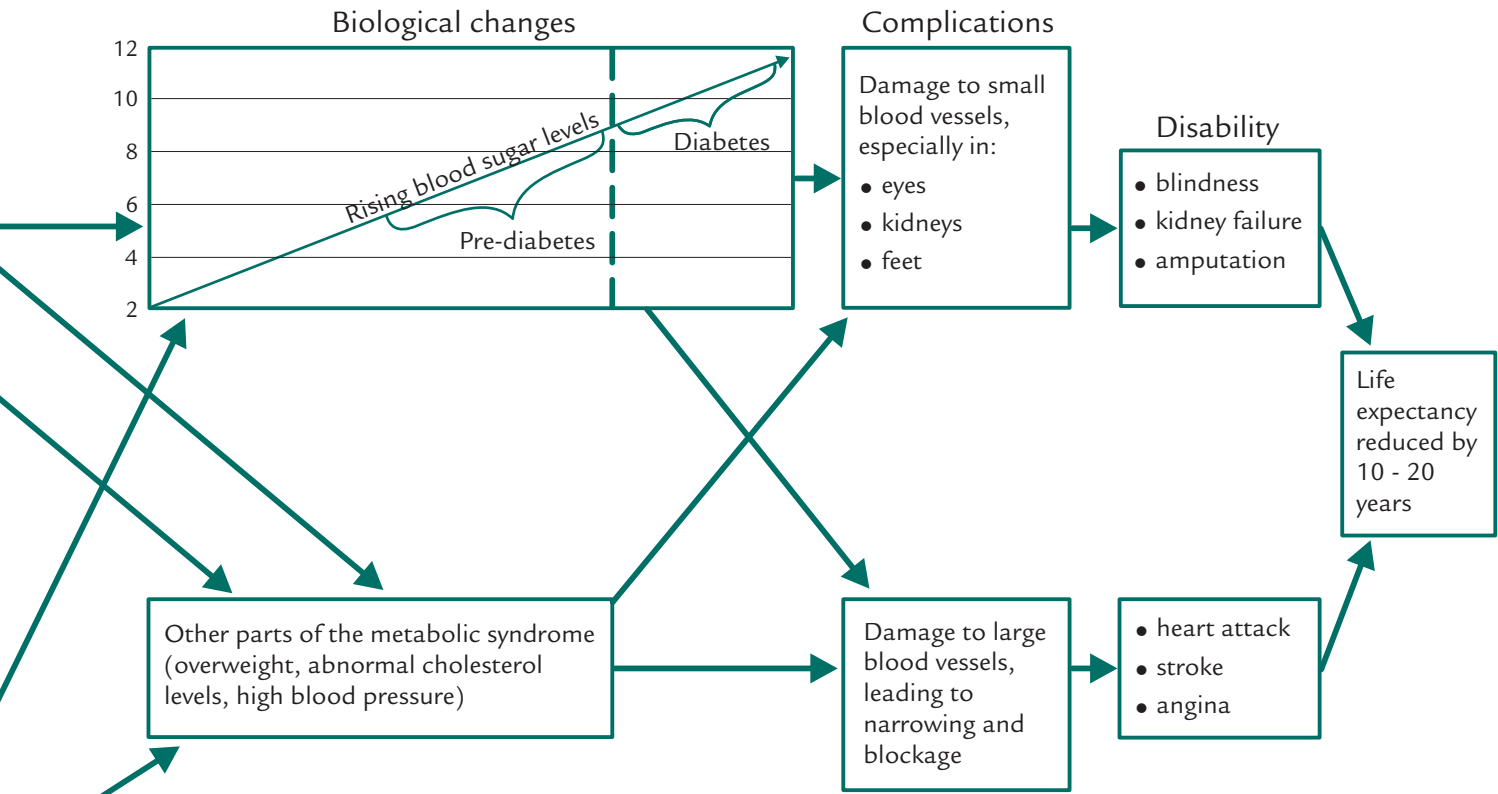 Biological changes
12
10
8
6
4
2
Rising blood sugar levels
Pre-diabetes
Diabetes
Complications
Damage to small
blood vessels,
especially in:
• eyes
• kidneys
• feet
Disability
• blindness
• kidney failure
• amputation
Life
expectancy
reduced by
10 - 20
years
Other parts of the metabolic syndrome
(overweight, abnormal cholesterol
levels, high blood pressure)
Damage to large
blood vessels,
leading to
narrowing and
blockage
• heart attack
• stroke
• angina